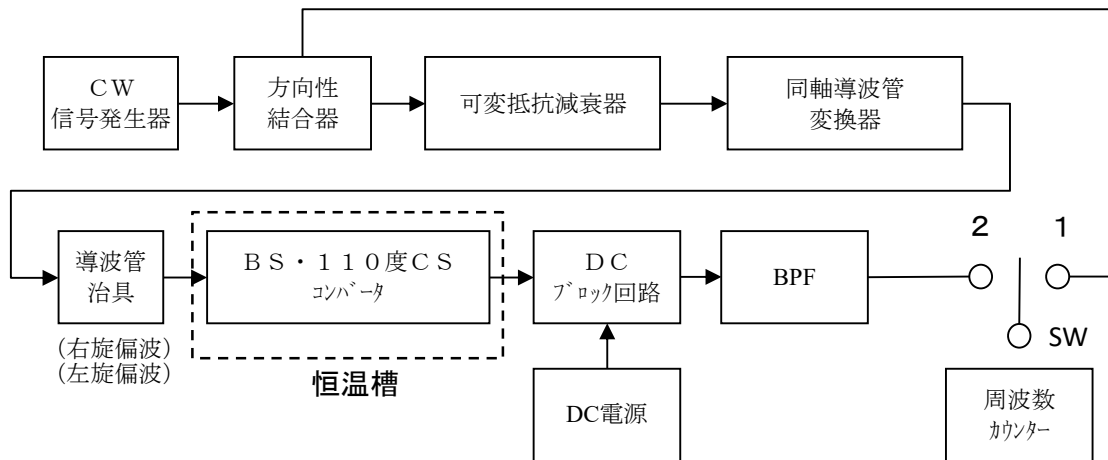 ＣＷ
信号発生器
方向性
結合器
可変抵抗減衰器
同軸導波管
変換器
導波管
治具
(右旋偏波)
(左旋偏波)
ＢＳ・１１０度ＣＳ
ｺﾝﾊﾞｰﾀ
恒温槽
ＤＣ
ﾌﾞﾛｯｸ回路
DC電源
BPF
２
１
SW
周波数
ｶｳﾝﾀｰ